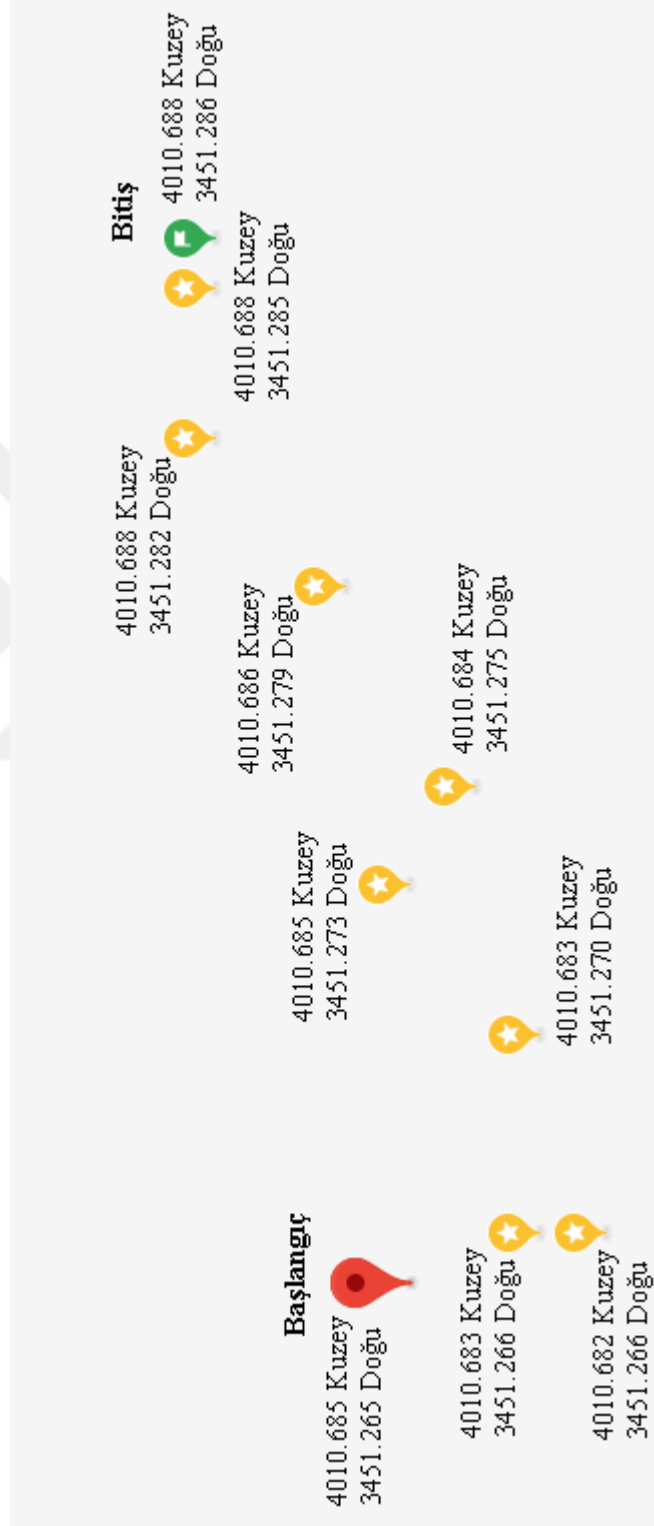 Başlangıç
4010.685 Kuzey
3451.265 Doğu
4010.683 Kuzey
3451.266 Doğu
4010.682 Kuzey
3451.266 Doğu
4010.683 Kuzey
3451.270 Doğu
4010.685 Kuzey
3451.273 Doğu
4010.684 Kuzey
3451.275 Doğu
4010.686 Kuzey
3451.279 Doğu
4010.688 Kuzey
3451.282 Doğu
4010.688 Kuzey
3451.285 Doğu
Bitiş
4010.688 Kuzey
3451.286 Doğu